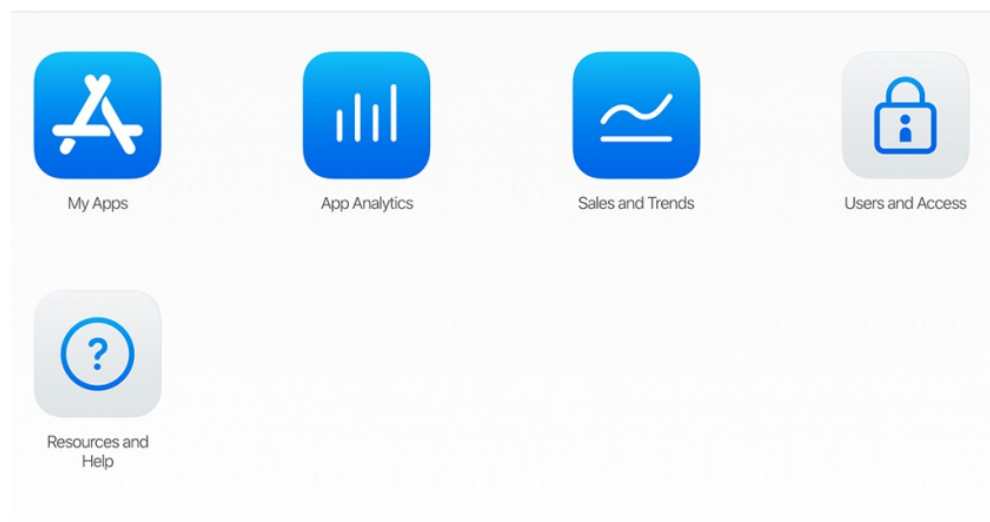 My Apps
App Analytics
Sales and Trends
Users and Access
?
Resources and
Help